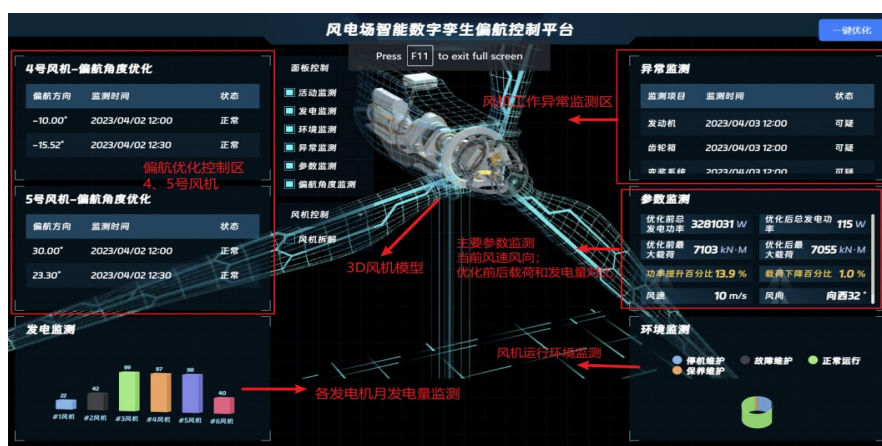 风电场智能数字孪生偏航控制平台
一键优化
Press F11 to exit full screen
4号风机-偏航角度优化
偏航方向 监测时间 状态
-10.00° 2023/04/02 12:00 正常
-15.52° 2023/04/02 12:30 正常
偏航优化控制区
4、5号风机
5号风机-偏航角度优化
偏航方向 监测时间 状态
30.00° 2023/04/02 12:00 正常
23.30° 2023/04/02 12:30 正常
发电监测
22 42 99 97 98 40
#1风机 #2风机 #3风机 #4风机 #5风机 #6风机
各发电机月发电量监测
面板控制
活动监测
发电监测
环境监测
异常监测
参数监测
偏航角度监测
风机控制
风机拆解
3D风机模型
风机工作异常监测区
主要参数监测
当前风速风向;
优化前后载荷和发电量对比
风机运行环境监测
异常监测
监测项目 监测时间 状态
发动机 2023/04/03 12:00 可疑
齿轮箱 2023/04/03 12:00 可疑
变桨系统 2023/04/03 12:00 可疑
参数监测
优化前总发电功率 3281031 W 优化后总发电功率 115 W
优化前最大载荷 7103 kN·M 优化后最大载荷 7055 kN·M
功率提升百分比 13.9 % 载荷下降百分比 1.0 %
风速 10 m/s 风向 向西32 °
环境监测
停机维护 故障维护 正常运行
保养维护